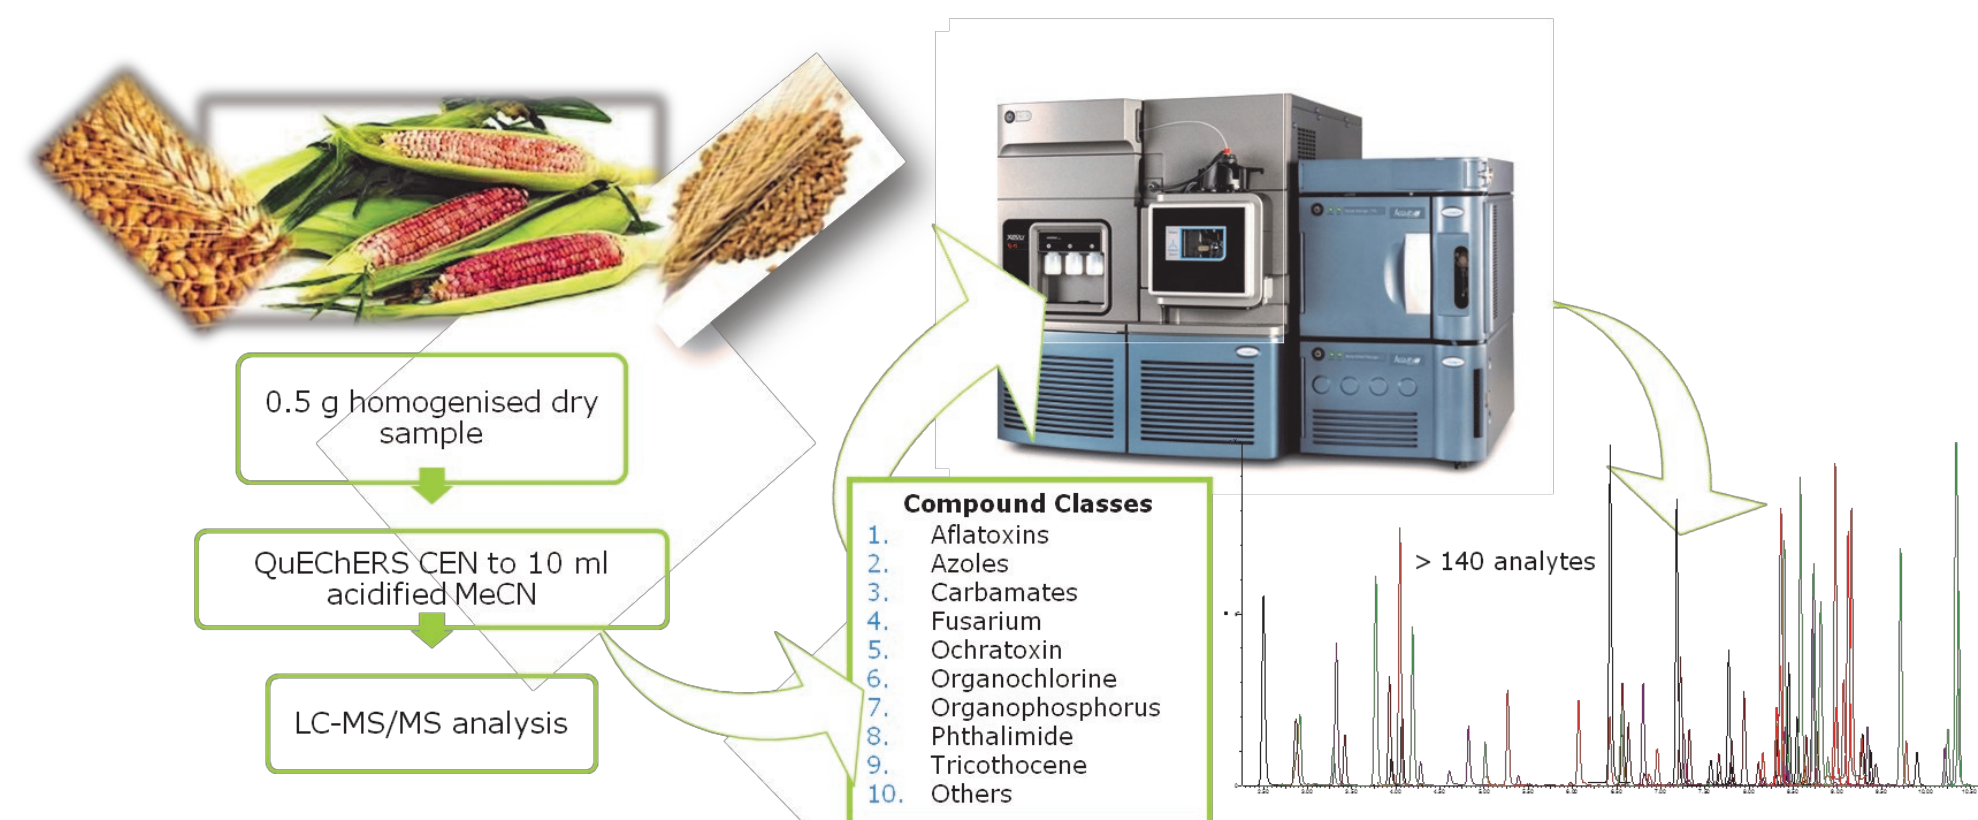 0.5 g homogenised dry
sample
QuEChERS CEN to 10 ml
acidified MeCN
LC-MS/MS analysis
Compound Classes
1. Aflatoxins
2. Azoles
3. Carbamates
4. Fusarium
5. Ochratoxin
6. Organochlorine
7. Organophosphorus
8. Phthalimide
9. Tricothocene
10. Others
> 140 analytes